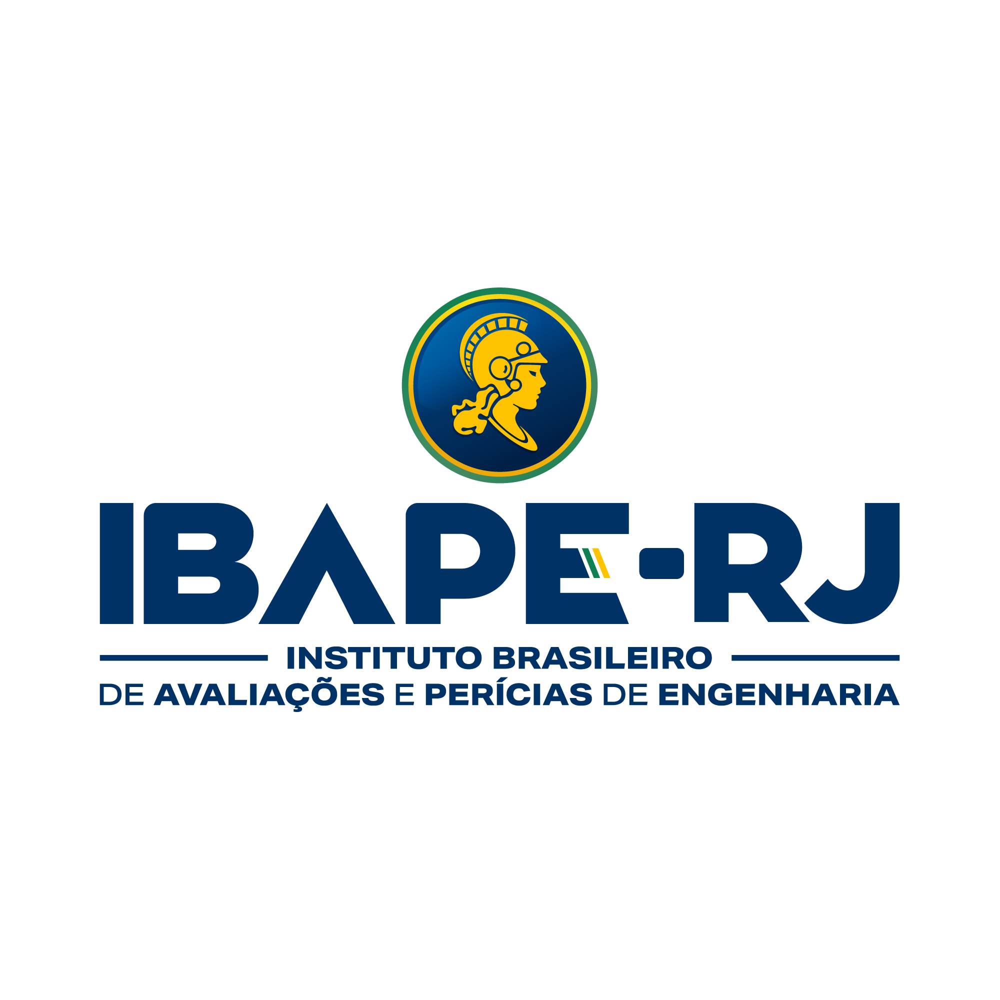 IBAPE-RJ
INSTITUTO BRASILEIRO
DE AVALIAÇÕES E PERÍCIAS DE ENGENHARIA